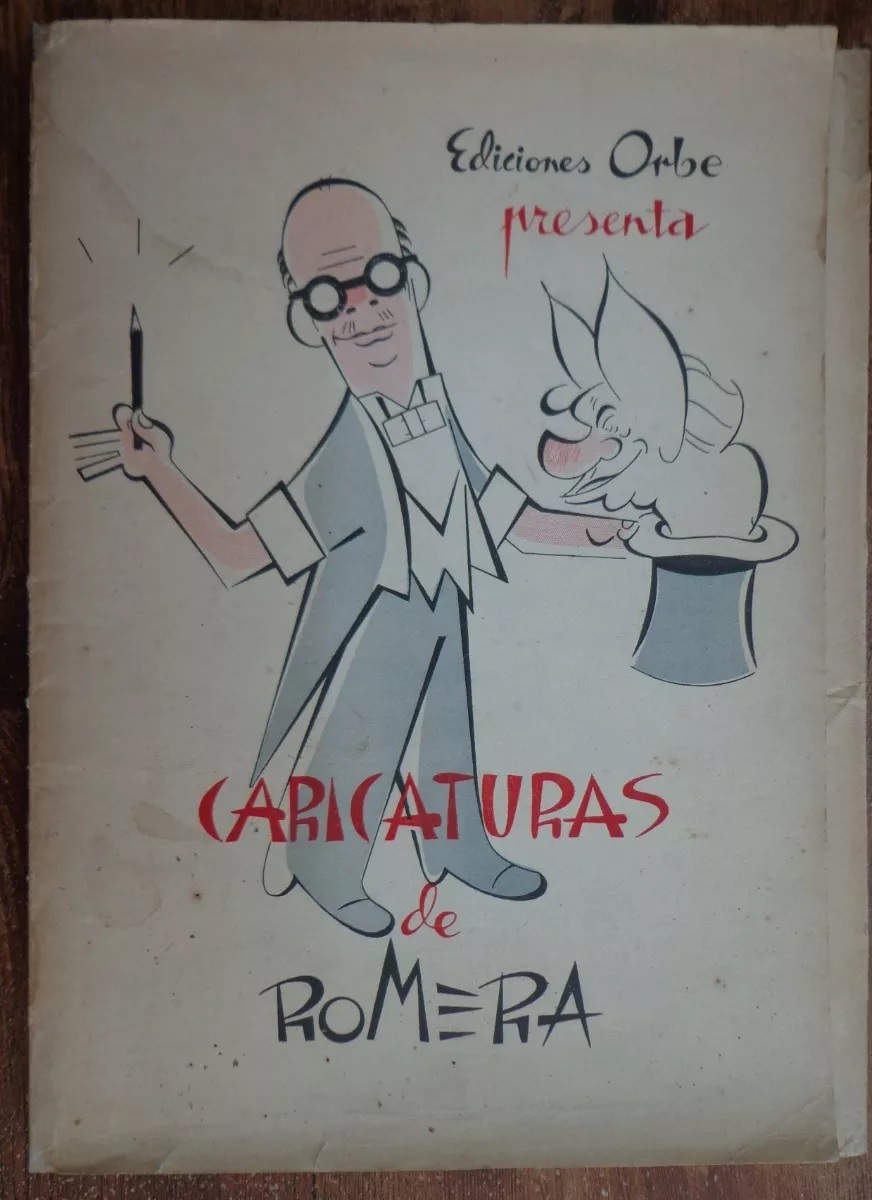 Ediciones Orbe
presenta
CARICATURAS
de
ROMERA